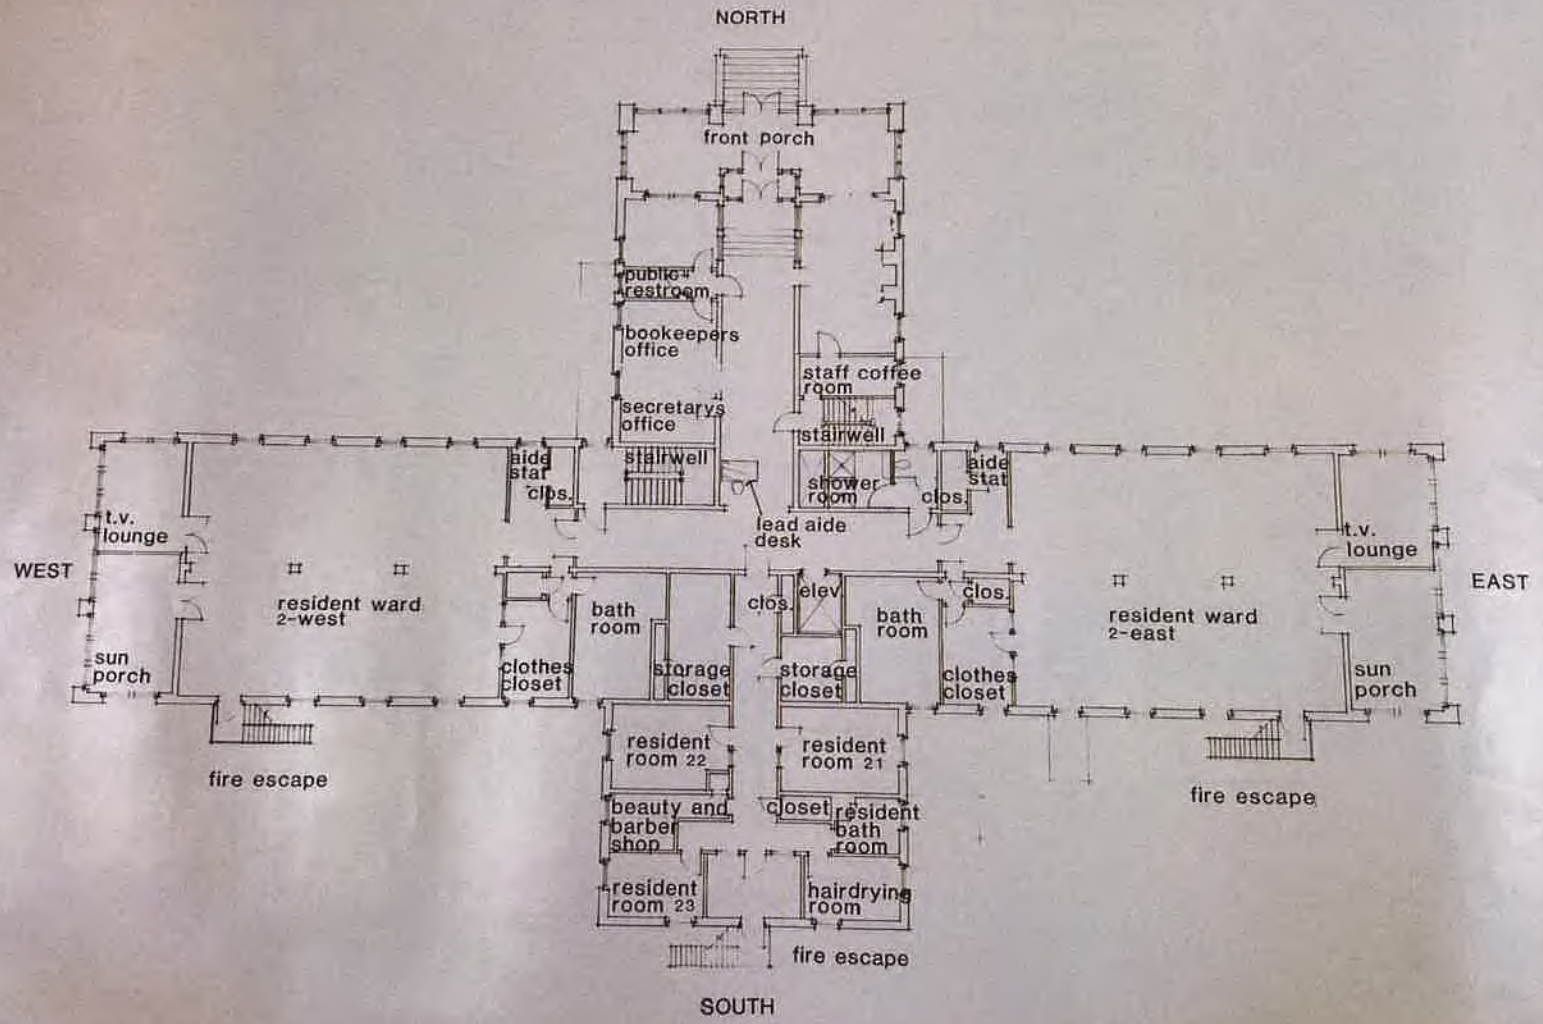 NORTH
front porch
public
restroom
bookeepers
office
staff coffee
room
secretarys
office
stairwell
stairwell
aide
stat
clos.
shower
room
clos.
aide
stat
t.v.
lounge
lead aide
desk
t.v.
lounge
WEST
EAST
resident ward
2-west
bath
room
clos.
elev.
bath
room
clos.
resident ward
2-east
sun
porch
clothes
closet
storage
closet
storage
closet
clothes
closet
sun
porch
resident
room 22
resident
room 21
fire escape
fire escape
beauty and
barber
shop
closet
resident
bath
room
resident
room 23
hairdrying
room
fire escape
SOUTH